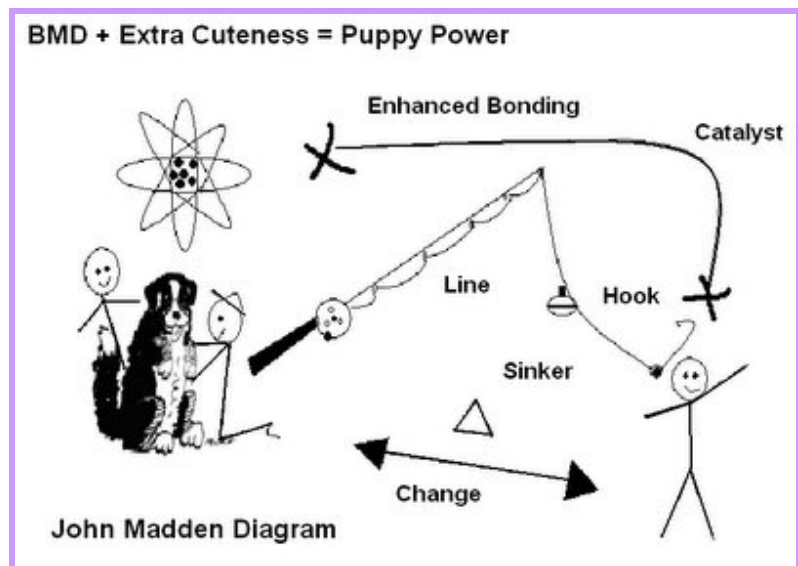 BMD + Extra Cuteness = Puppy Power
Enhanced Bonding
Catalyst
Line
Hook
Sinker
Change
John Madden Diagram